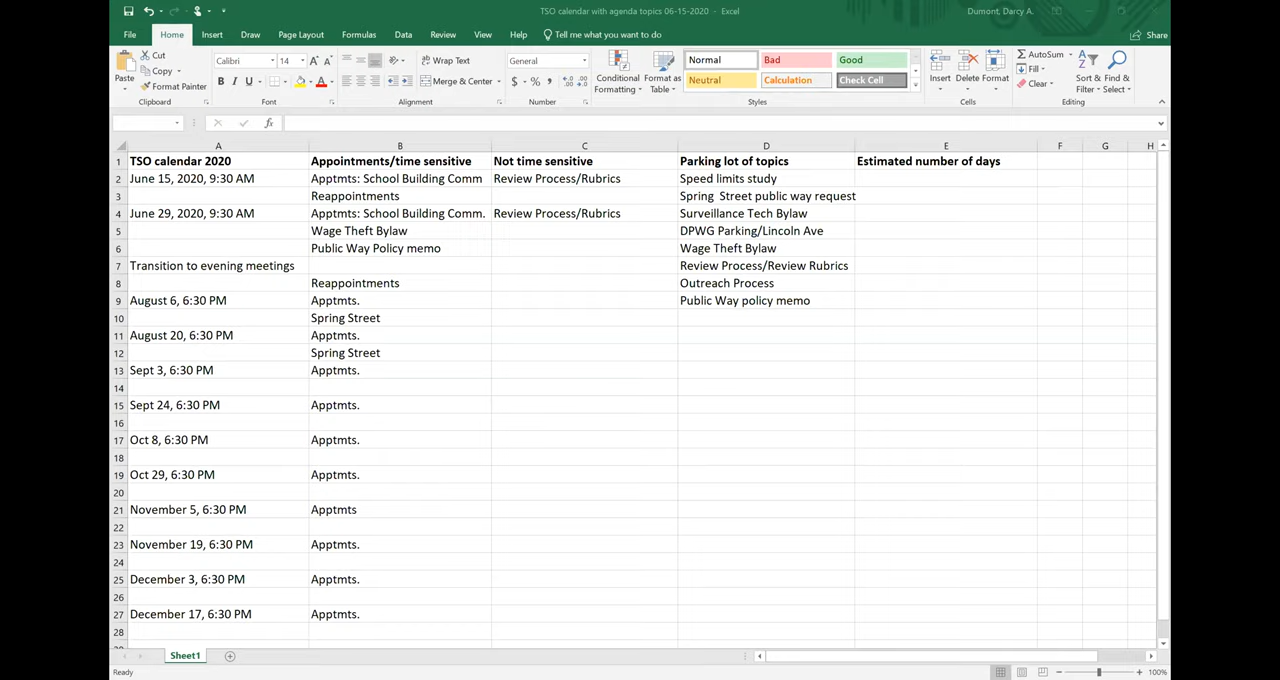 TSO calendar with agenda topics 06-15-2020 - Excel
Dumont, Darcy A.
File Home Insert Draw Page Layout Formulas Data Review View Help Tell me what you want to do Share
Paste Cut Copy Format Painter
Calibri 14
B I U
Wrap Text
Merge & Center
General
$ % ,
Conditional Formatting
Format as Table
Normal Bad Good
Neutral Calculation Check Cell
Insert Delete Format
AutoSum
Fill
Clear
Sort & Filter
Find & Select
Clipboard Font Alignment Number Styles Cells Editing
fx
A B C D E F G H
1 TSO calendar 2020 Appointments/time sensitive Not time sensitive Parking lot of topics Estimated number of days
2 June 15, 2020, 9:30 AM Apptmts: School Building Comm Review Process/Rubrics Speed limits study
3 Reappointments Spring Street public way request
4 June 29, 2020, 9:30 AM Apptmts: School Building Comm. Review Process/Rubrics Surveillance Tech Bylaw
5 Wage Theft Bylaw DPWG Parking/Lincoln Ave
6 Public Way Policy memo Wage Theft Bylaw
7 Transition to evening meetings Review Process/Review Rubrics
8 Reappointments Outreach Process
9 August 6, 6:30 PM Apptmts. Public Way policy memo
10 Spring Street
11 August 20, 6:30 PM Apptmts.
12 Spring Street
13 Sept 3, 6:30 PM Apptmts.
14
15 Sept 24, 6:30 PM Apptmts.
16
17 Oct 8, 6:30 PM Apptmts.
18
19 Oct 29, 6:30 PM Apptmts.
20
21 November 5, 6:30 PM Apptmts
22
23 November 19, 6:30 PM Apptmts.
24
25 December 3, 6:30 PM Apptmts.
26
27 December 17, 6:30 PM Apptmts.
28
Sheet1
Ready
100%